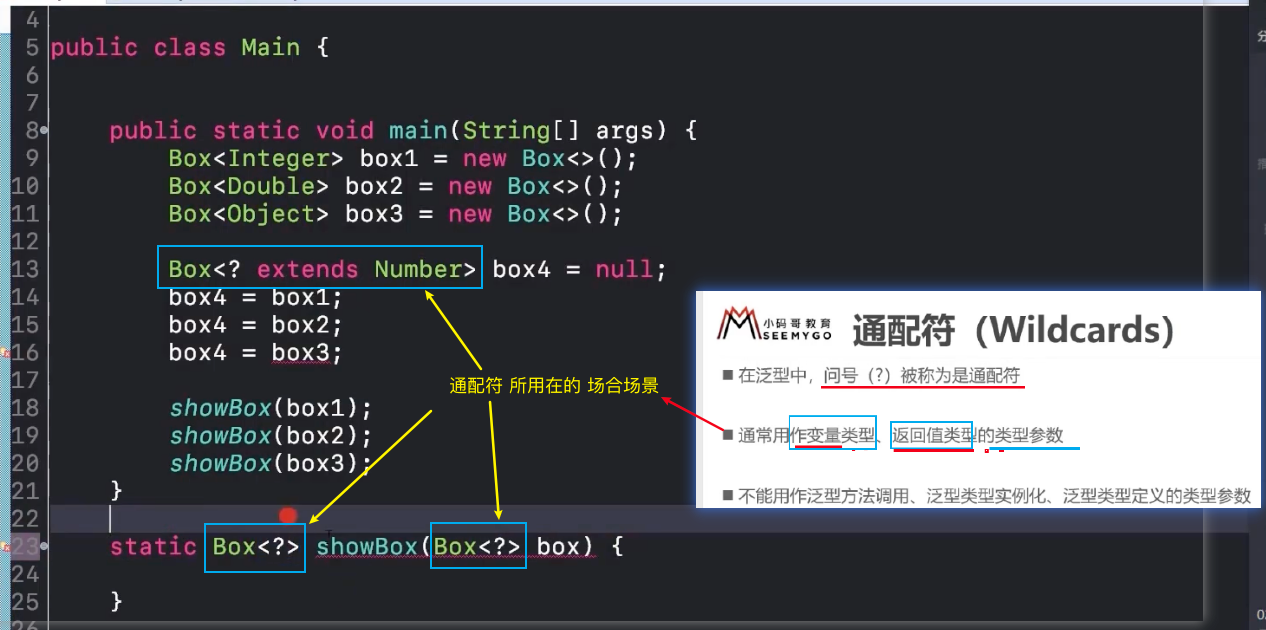 4
5 public class Main {
6
7
8 public static void main(String[] args) {
9 Box<Integer> box1 = new Box<>();
10 Box<Double> box2 = new Box<>();
11 Box<Object> box3 = new Box<>();
12
13 Box<? extends Number> box4 = null;
14 box4 = box1;
15 box4 = box2;
16 box4 = box3;
17
18 showBox(box1);
19 showBox(box2);
20 showBox(box3);
21 }
22
23 static Box<?> showBox(Box<?> box) {
24
25 }
26
通配符 所用在的 场合场景
小码哥教育
SEEMYGO
通配符（Wildcards）
■ 在泛型中，问号（?）被称为是通配符
■ 通常用作变量类型、返回值类型的类型参数
■ 不能用作泛型方法调用、泛型类型实例化、泛型类型定义的类型参数